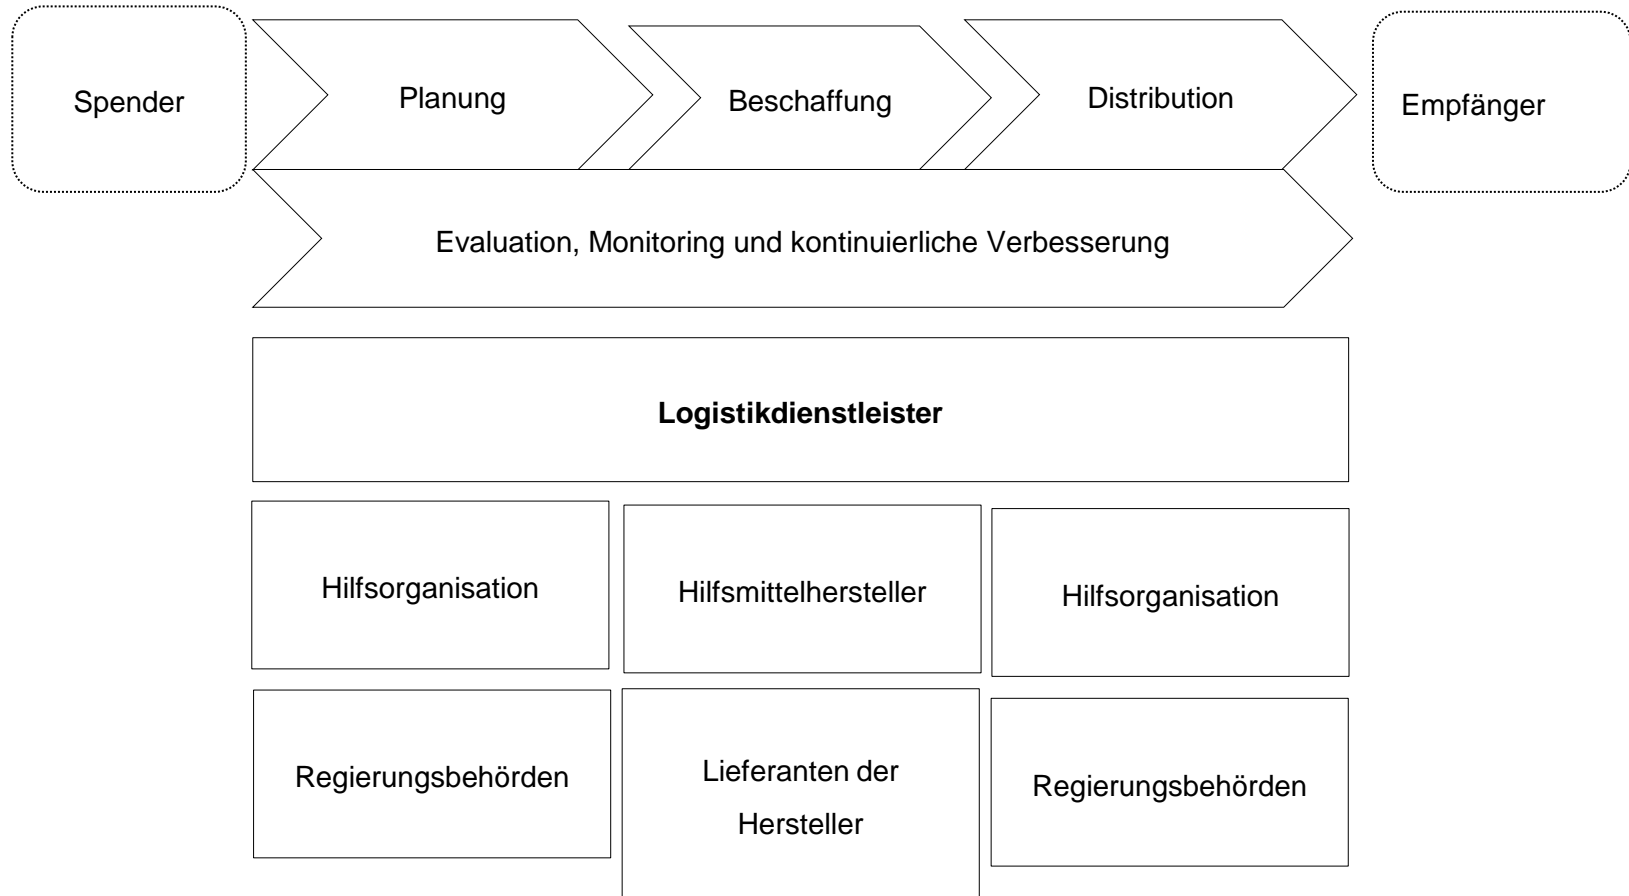 Spender
Planung
Beschaffung
Distribution
Empfänger
Evaluation, Monitoring und kontinuierliche Verbesserung
Logistikdienstleister
Hilfsorganisation
Hilfsmittelhersteller
Hilfsorganisation
Regierungsbehörden
Lieferanten der
Hersteller
Regierungsbehörden